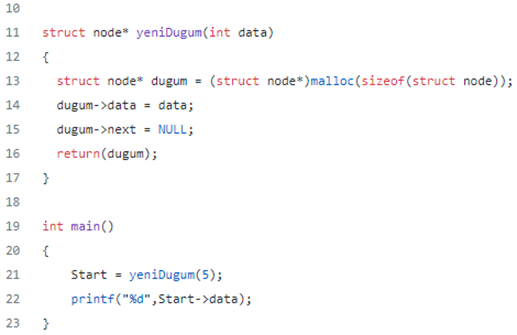 10
11 struct node* yeniDugum(int data)
12 {
13   struct node* dugum = (struct node*)malloc(sizeof(struct node));
14   dugum->data = data;
15   dugum->next = NULL;
16   return(dugum);
17 }
18
19 int main()
20 {
21     Start = yeniDugum(5);
22     printf("%d",Start->data);
23 }